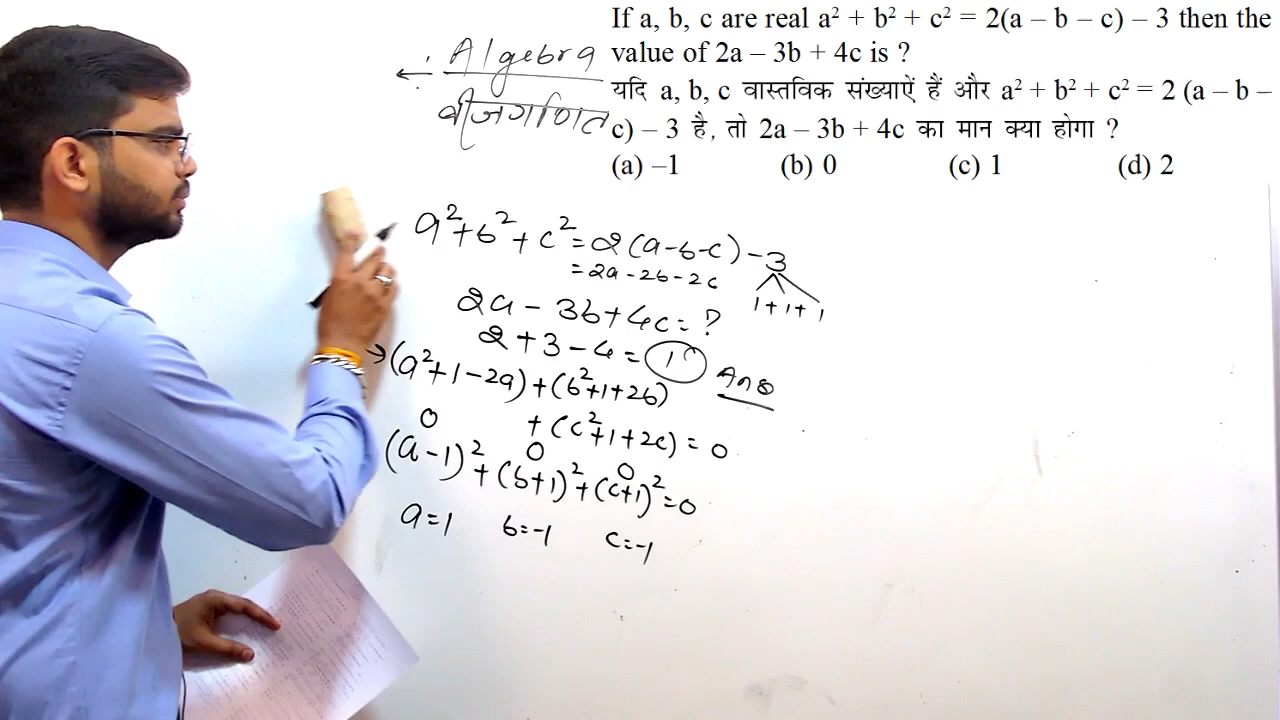 If a, b, c are real a² + b² + c² = 2(a – b – c) – 3 then the
value of 2a – 3b + 4c is ?
यदि a, b, c वास्तविक संख्याऐं हैं और a² + b² + c² = 2 (a – b –
c) – 3 है, तो 2a – 3b + 4c का मान क्या होगा ?
(a) –1 (b) 0 (c) 1 (d) 2
Algebra
बीजगणित
a² + b² + c² = 2(a - b - c) - 3
= 2a - 2b - 2c
1 + 1 + 1
2a - 3b + 4c = ?
2 + 3 - 4 = 1 Ans
(a² + 1 - 2a) + (b² + 1 + 2b)
+ (c² + 1 + 2c) = 0
0 0 0
(a - 1)² + (b + 1)² + (c + 1)² = 0
a = 1 b = -1 c = -1